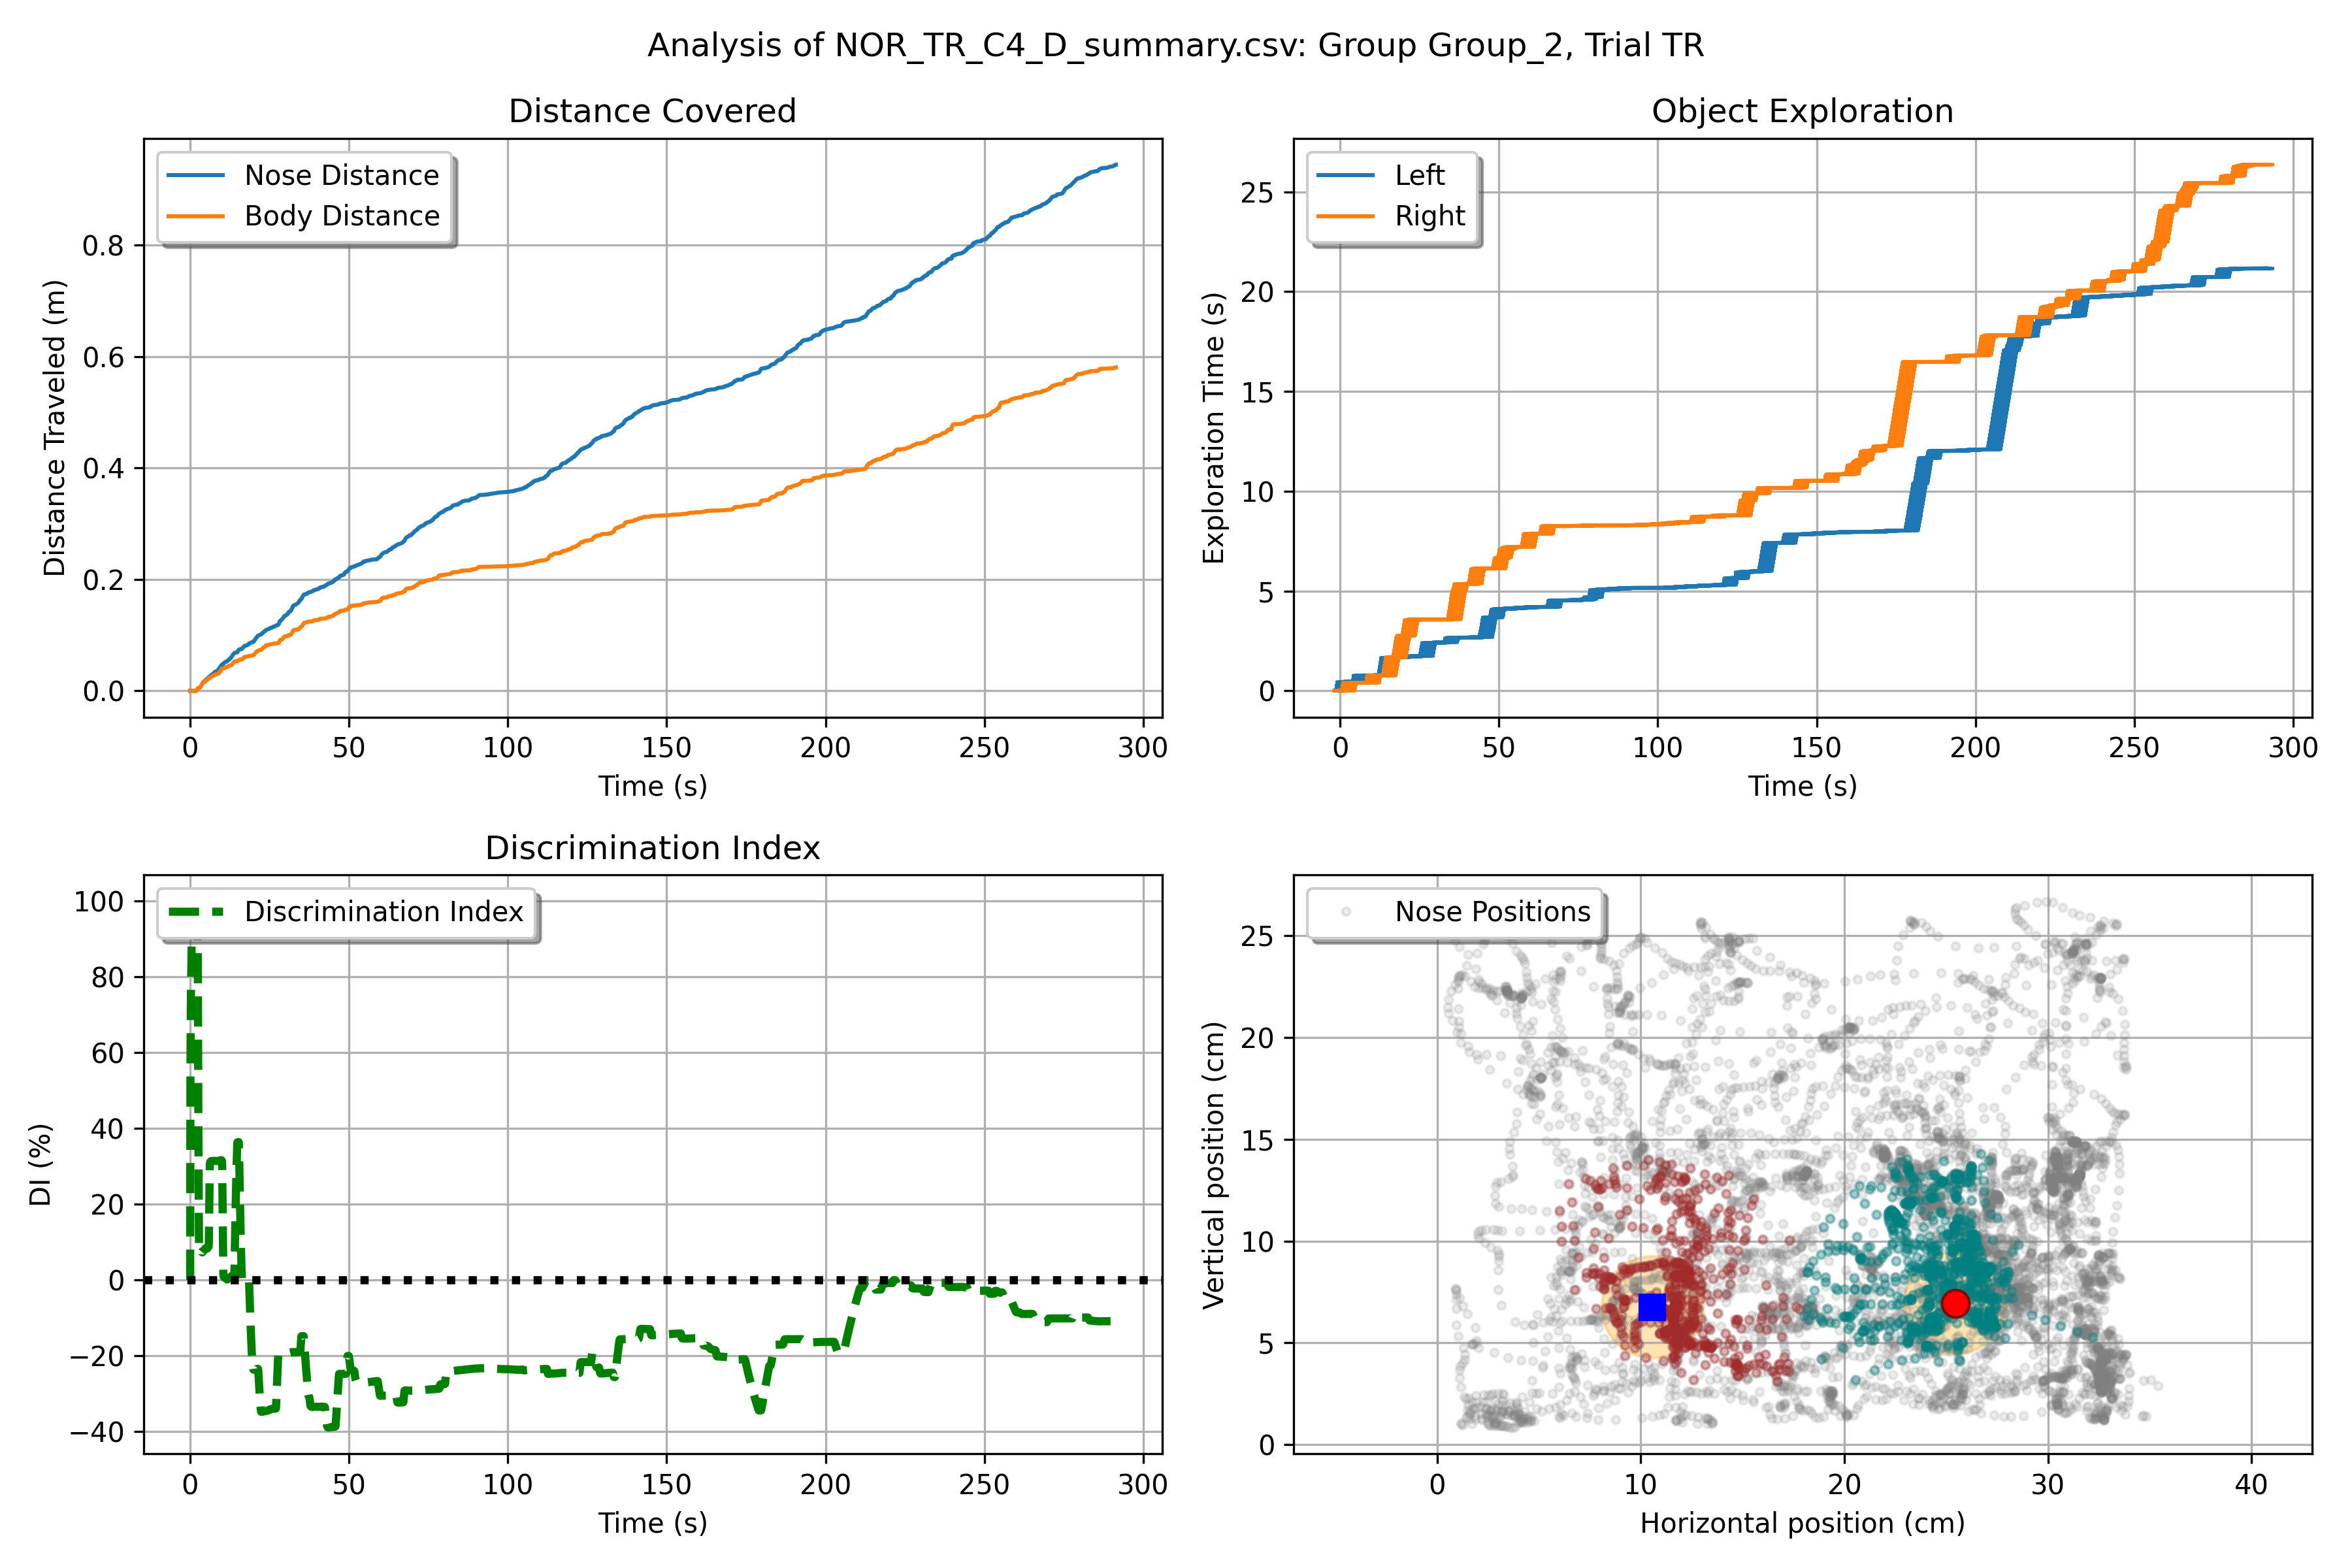 Analysis of NOR_TR_C4_D_summary.csv: Group Group_2, Trial TR
Distance Covered
Nose Distance
Body Distance
Distance Traveled (m)
0.8
0.6
0.4
0.2
0.0
0 50 100 150 200 250 300
Time (s)
Object Exploration
Left
Right
Exploration Time (s)
25
20
15
10
5
0
0 50 100 150 200 250 300
Time (s)
Discrimination Index
Discrimination Index
DI (%)
100
80
60
40
20
0
−20
−40
0 50 100 150 200 250 300
Time (s)
Nose Positions
Vertical position (cm)
25
20
15
10
5
0
0 10 20 30 40
Horizontal position (cm)